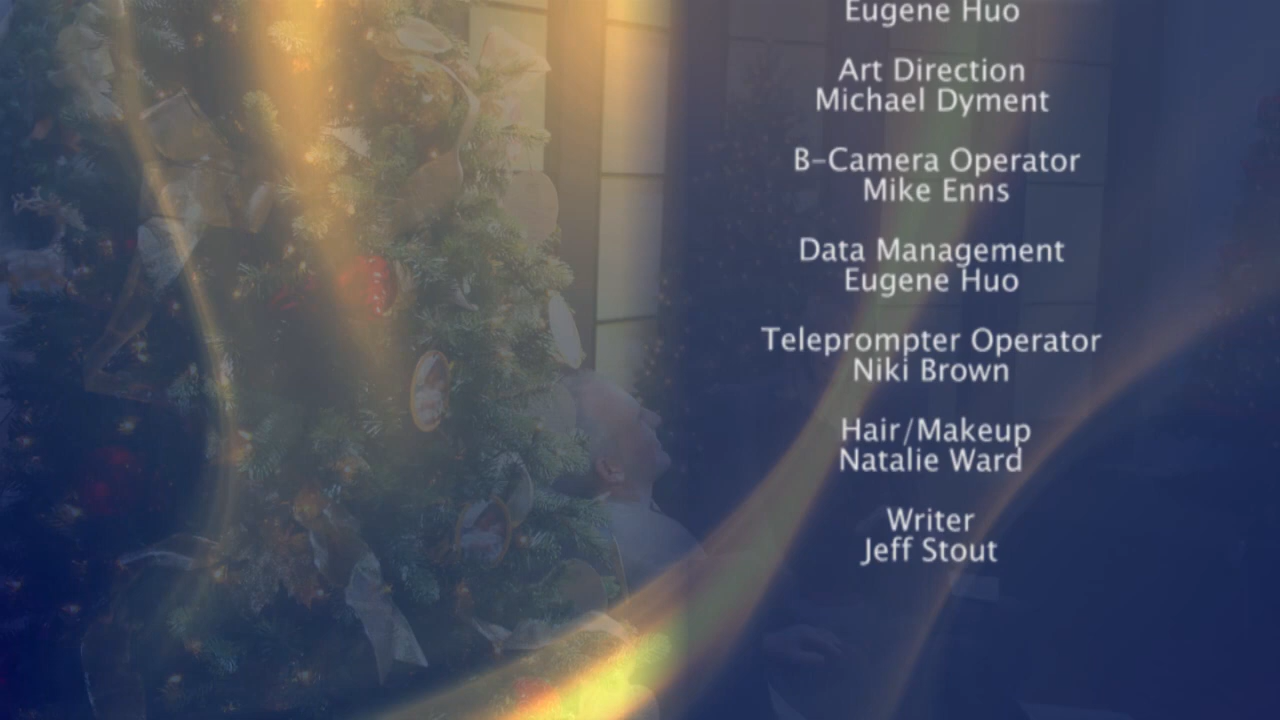 Eugene Huo
Art Direction
Michael Dyment
B-Camera Operator
Mike Enns
Data Management
Eugene Huo
Teleprompter Operator
Niki Brown
Hair/Makeup
Natalie Ward
Writer
Jeff Stout